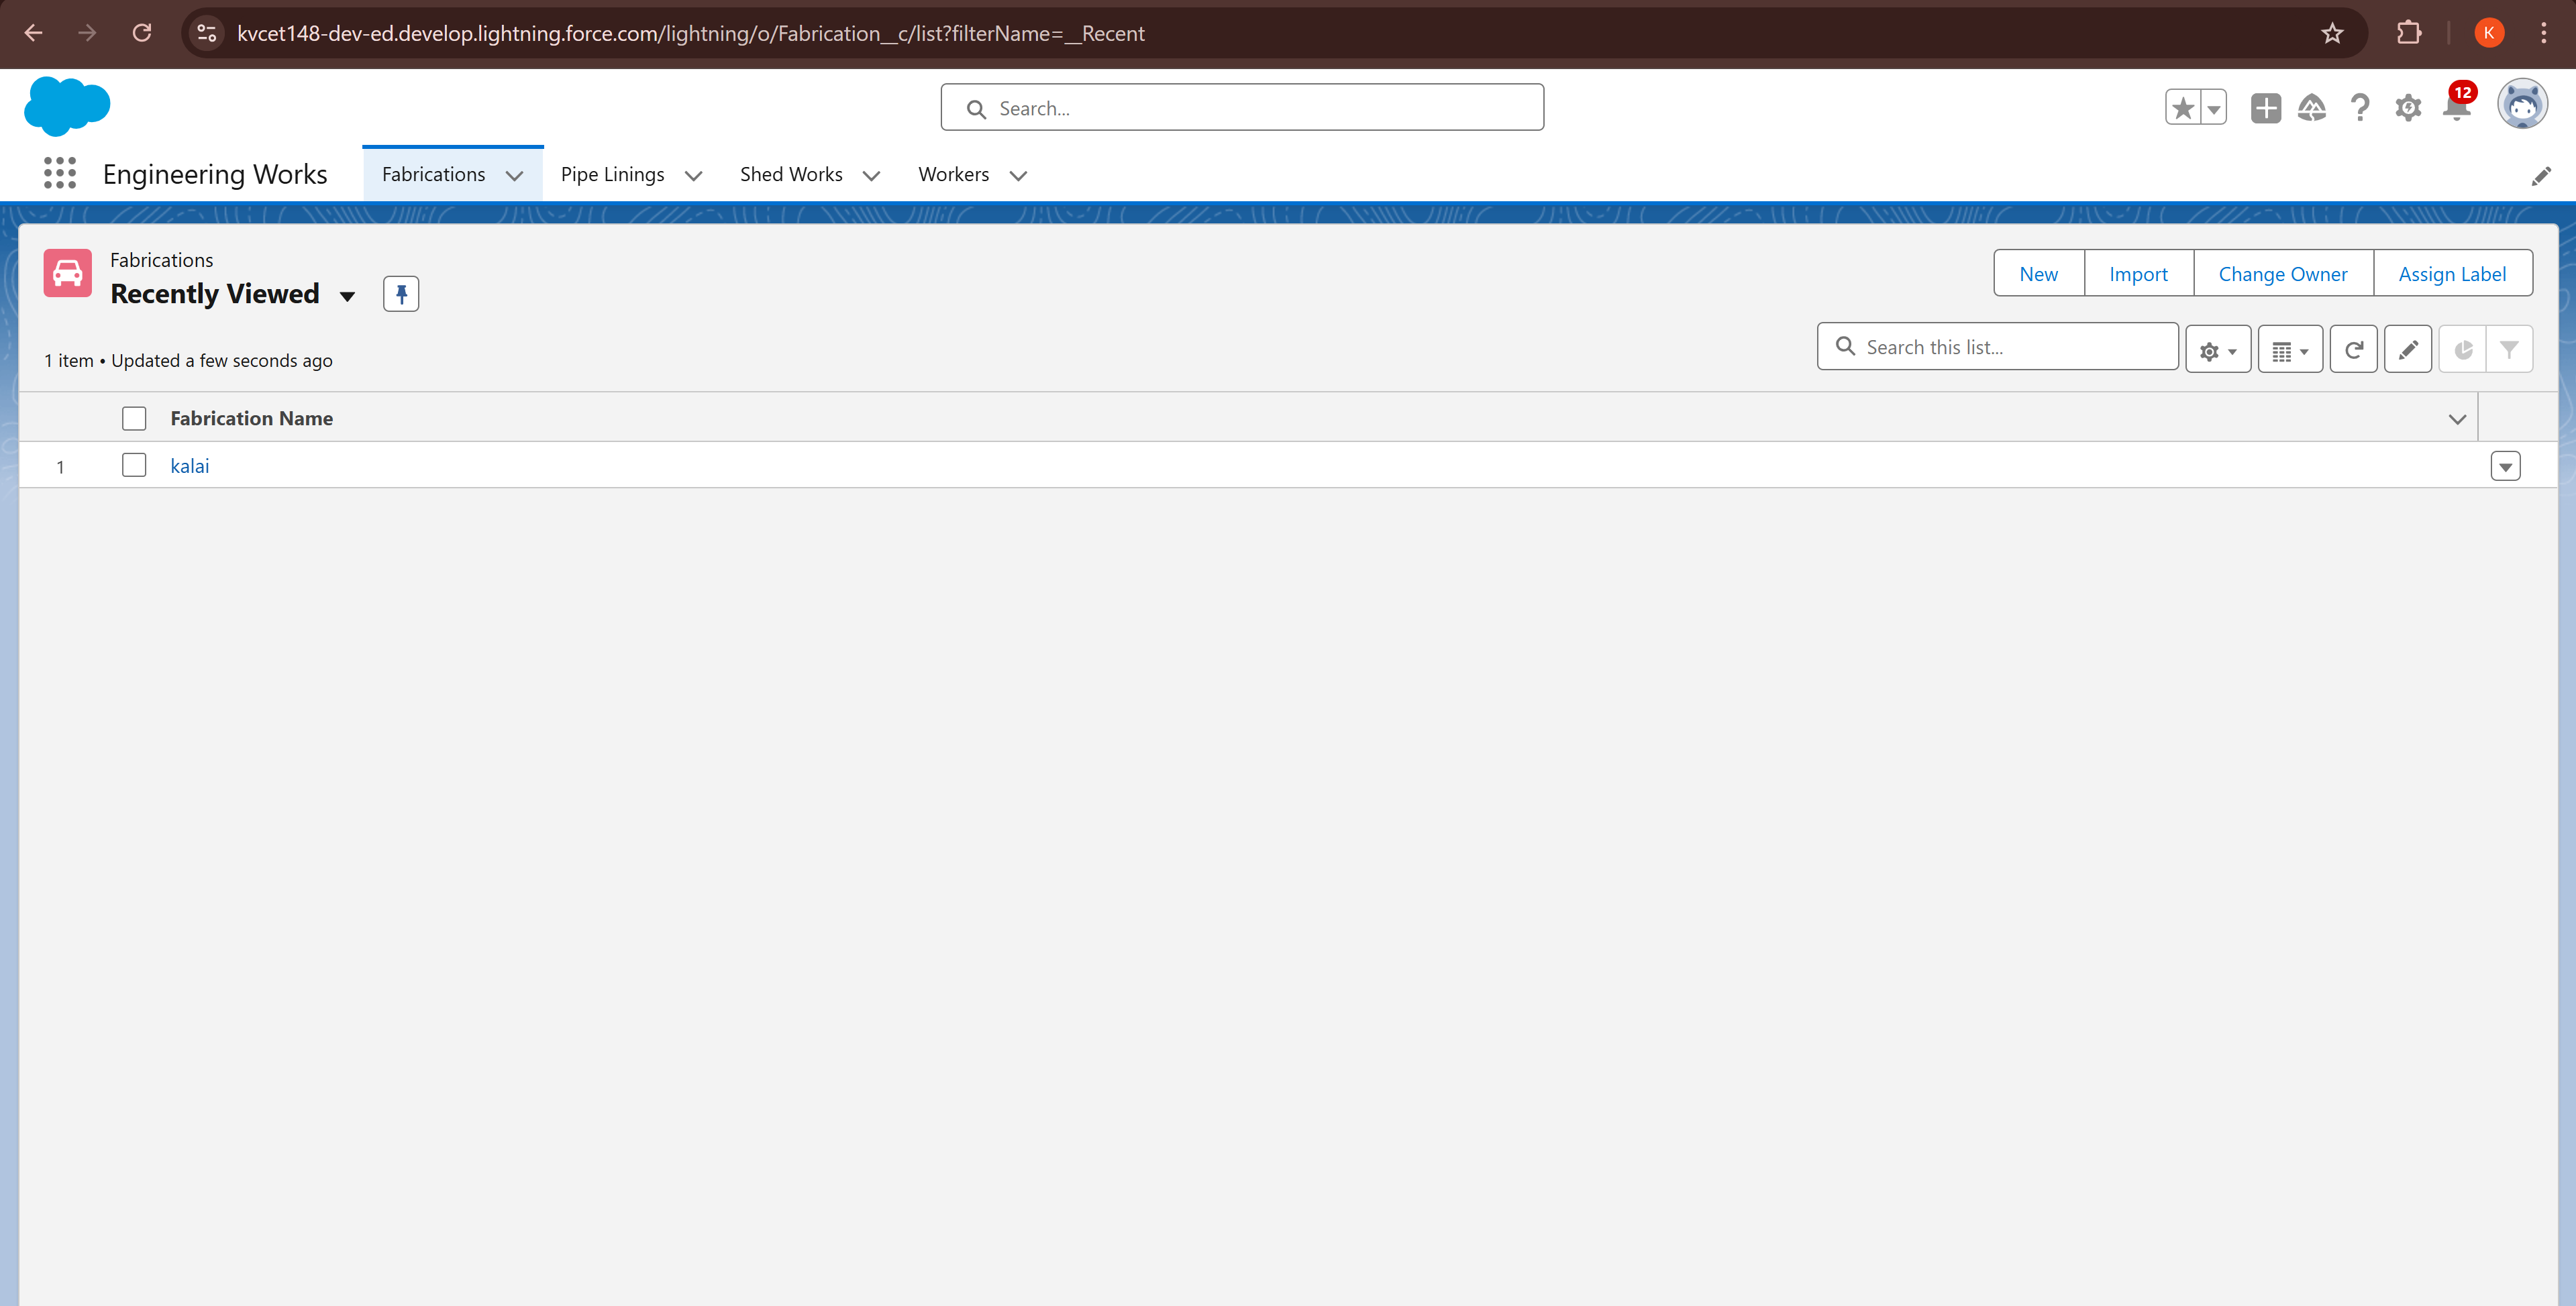 kvcet148-dev-ed.develop.lightning.force.com/lightning/o/Fabrication__c/list?filterName=__Recent
K
Search...
12
Engineering Works
Fabrications
Pipe Linings
Shed Works
Workers
Fabrications
Recently Viewed
New
Import
Change Owner
Assign Label
1 item • Updated a few seconds ago
Search this list...
Fabrication Name
1
kalai